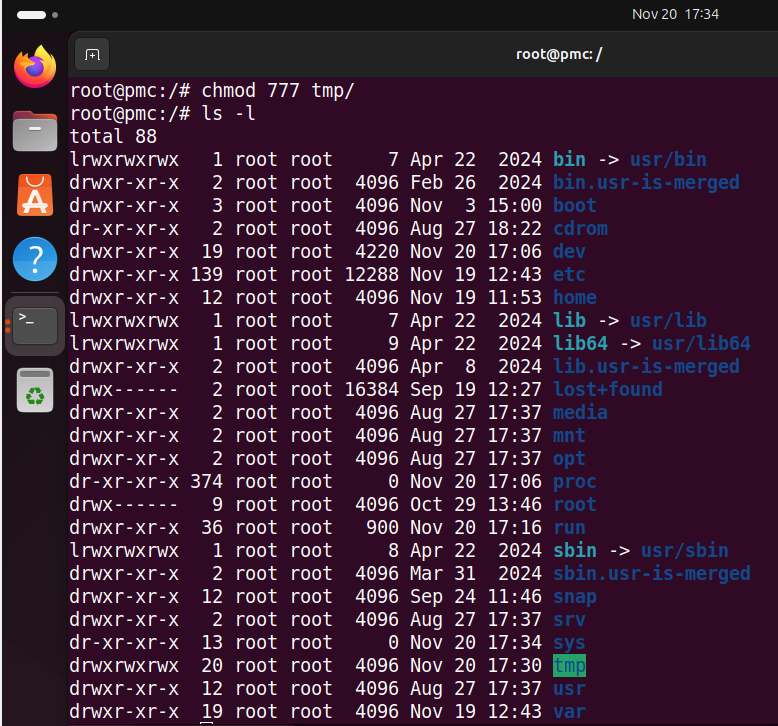 Nov 20 17:34
root@pmc: /
root@pmc:/# chmod 777 tmp/
root@pmc:/# ls -l
total 88
lrwxrwxrwx   1 root root     7 Apr 22  2024 bin -> usr/bin
drwxr-xr-x   2 root root  4096 Feb 26  2024 bin.usr-is-merged
drwxr-xr-x   3 root root  4096 Nov  3 15:00 boot
dr-xr-xr-x   2 root root  4096 Aug 27 18:22 cdrom
drwxr-xr-x  19 root root  4220 Nov 20 17:06 dev
drwxr-xr-x 139 root root 12288 Nov 19 12:43 etc
drwxr-xr-x  12 root root  4096 Nov 19 11:53 home
lrwxrwxrwx   1 root root     7 Apr 22  2024 lib -> usr/lib
lrwxrwxrwx   1 root root     9 Apr 22  2024 lib64 -> usr/lib64
drwxr-xr-x   2 root root  4096 Apr  8  2024 lib.usr-is-merged
drwx------   2 root root 16384 Sep 19 12:27 lost+found
drwxr-xr-x   2 root root  4096 Aug 27 17:37 media
drwxr-xr-x   2 root root  4096 Aug 27 17:37 mnt
drwxr-xr-x   2 root root  4096 Aug 27 17:37 opt
dr-xr-xr-x 374 root root     0 Nov 20 17:06 proc
drwx------   9 root root  4096 Oct 29 13:46 root
drwxr-xr-x  36 root root   900 Nov 20 17:16 run
lrwxrwxrwx   1 root root     8 Apr 22  2024 sbin -> usr/sbin
drwxr-xr-x   2 root root  4096 Mar 31  2024 sbin.usr-is-merged
drwxr-xr-x  12 root root  4096 Sep 24 11:46 snap
drwxr-xr-x   2 root root  4096 Aug 27 17:37 srv
dr-xr-xr-x  13 root root     0 Nov 20 17:34 sys
drwxrwxrwx  20 root root  4096 Nov 20 17:30 tmp
drwxr-xr-x  12 root root  4096 Aug 27 17:37 usr
drwxr-xr-x  19 root root  4096 Nov 19 12:43 var